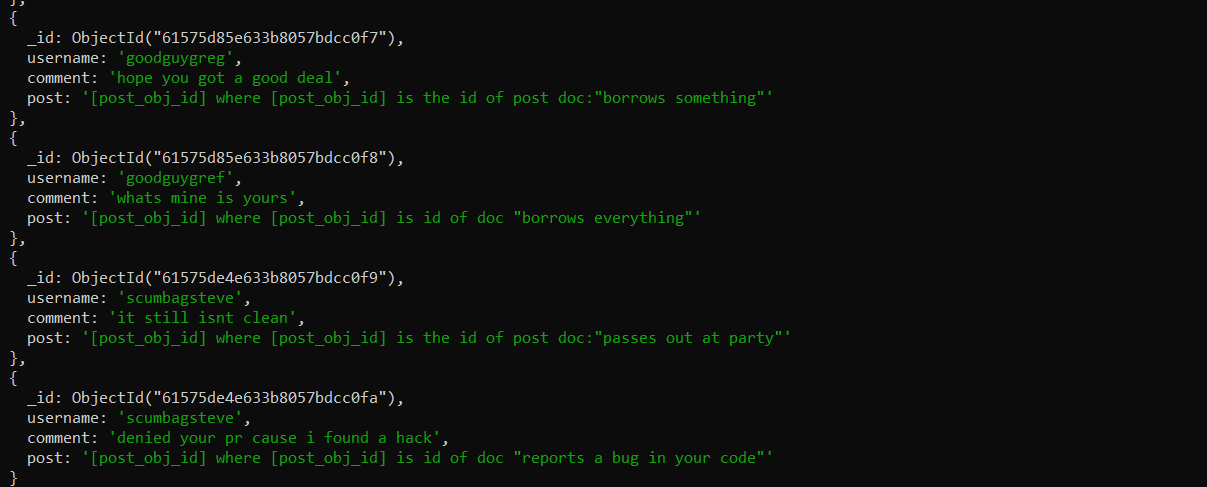 },
{
  _id: ObjectId("61575d85e633b8057bdcc0f7"),
  username: 'goodguygreg',
  comment: 'hope you got a good deal',
  post: '[post_obj_id] where [post_obj_id] is the id of post doc:"borrows something"'
},
{
  _id: ObjectId("61575d85e633b8057bdcc0f8"),
  username: 'goodguygref',
  comment: 'whats mine is yours',
  post: '[post_obj_id] where [post_obj_id] is id of doc "borrows everything"'
},
{
  _id: ObjectId("61575de4e633b8057bdcc0f9"),
  username: 'scumbagsteve',
  comment: 'it still isnt clean',
  post: '[post_obj_id] where [post_obj_id] is the id of post doc:"passes out at party"'
},
{
  _id: ObjectId("61575de4e633b8057bdcc0fa"),
  username: 'scumbagsteve',
  comment: 'denied your pr cause i found a hack',
  post: '[post_obj_id] where [post_obj_id] is id of doc "reports a bug in your code"'
}